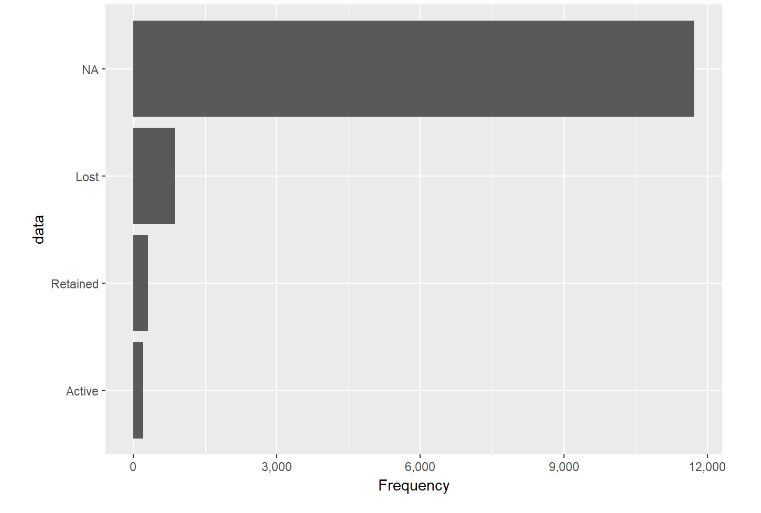 NA
Lost
data
Retained
Active
0
3,000
6,000
9,000
12,000
Frequency